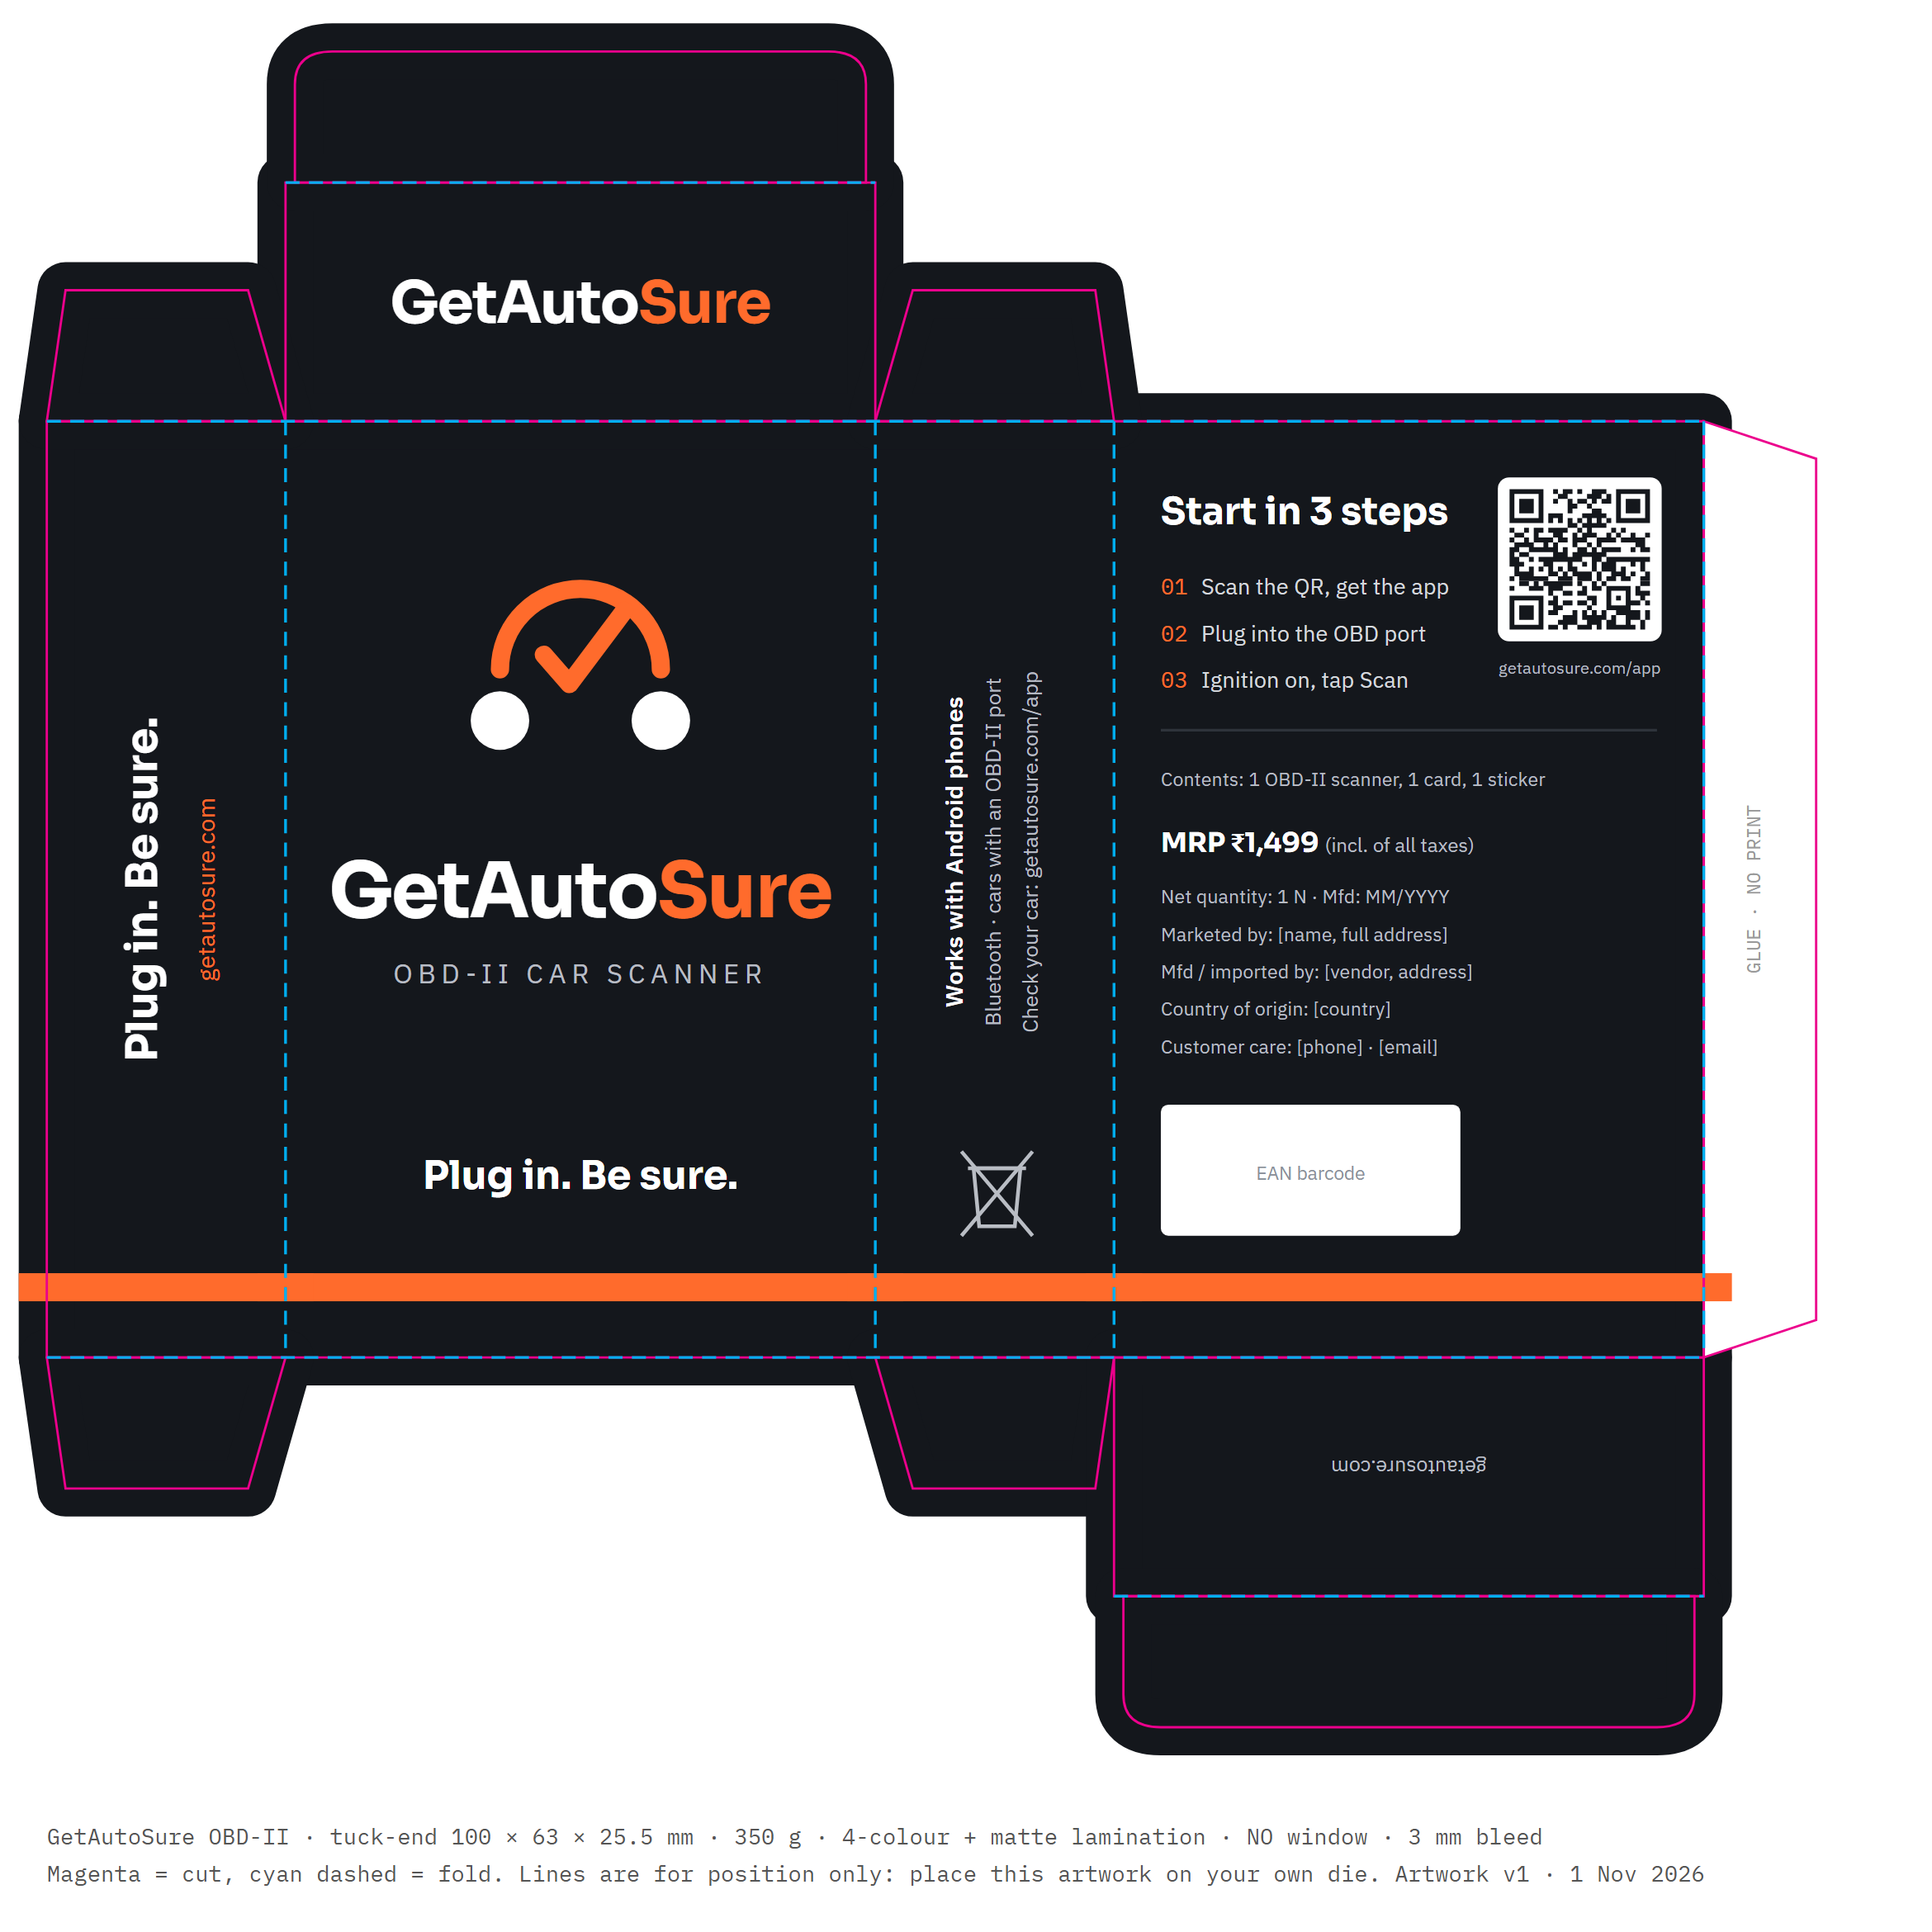 GetAutoSure
Plug in. Be sure.
getautosure.com
GetAutoSure
OBD-II CAR SCANNER
Plug in. Be sure.
Works with Android phones
Bluetooth · cars with an OBD-II port
Check your car: getautosure.com/app
Start in 3 steps
01 Scan the QR, get the app
02 Plug into the OBD port
03 Ignition on, tap Scan
getautosure.com/app
Contents: 1 OBD-II scanner, 1 card, 1 sticker
MRP ₹1,499 (incl. of all taxes)
Net quantity: 1 N · Mfd: MM/YYYY
Marketed by: [name, full address]
Mfd / imported by: [vendor, address]
Country of origin: [country]
Customer care: [phone] · [email]
EAN barcode
GLUE · NO PRINT
getautosure.com
GetAutoSure OBD-II · tuck-end 100 × 63 × 25.5 mm · 350 g · 4-colour + matte lamination · NO window · 3 mm bleed
Magenta = cut, cyan dashed = fold. Lines are for position only: place this artwork on your own die. Artwork v1 · 1 Nov 2026